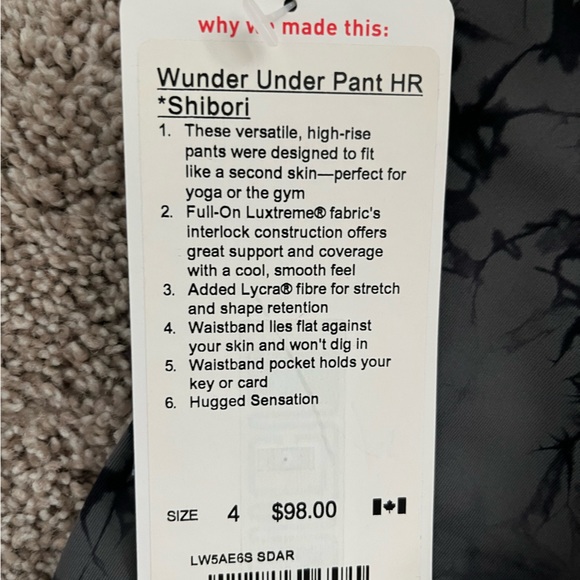 why made this:
Wunder Under Pant HR
*Shibori
1. These versatile, high-rise
pants were designed to fit
like a second skin—perfect for
yoga or the gym
2. Full-On Luxtreme® fabric's
interlock construction offers
great support and coverage
with a cool, smooth feel
3. Added Lycra® fibre for stretch
and shape retention
4. Waistband lies flat against
your skin and won't dig in
5. Waistband pocket holds your
key or card
6. Hugged Sensation
SIZE 4 $98.00
LW5AE6S SDAR